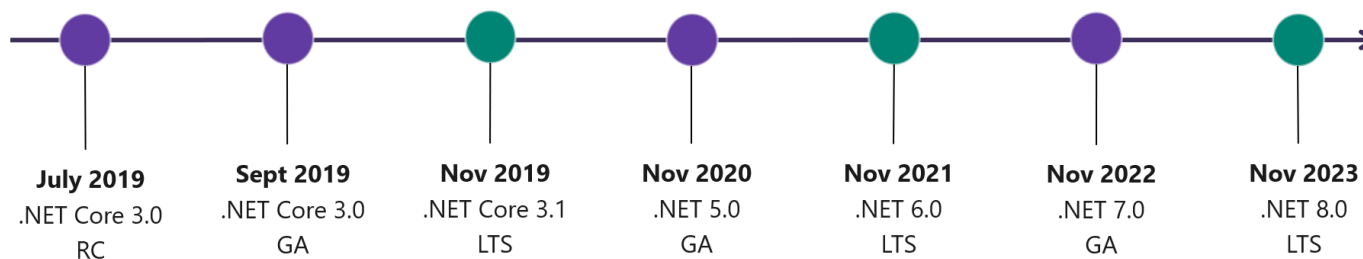 July 2019
.NET Core 3.0
RC
Sept 2019
.NET Core 3.0
GA
Nov 2019
.NET Core 3.1
LTS
Nov 2020
.NET 5.0
GA
Nov 2021
.NET 6.0
LTS
Nov 2022
.NET 7.0
GA
Nov 2023
.NET 8.0
LTS